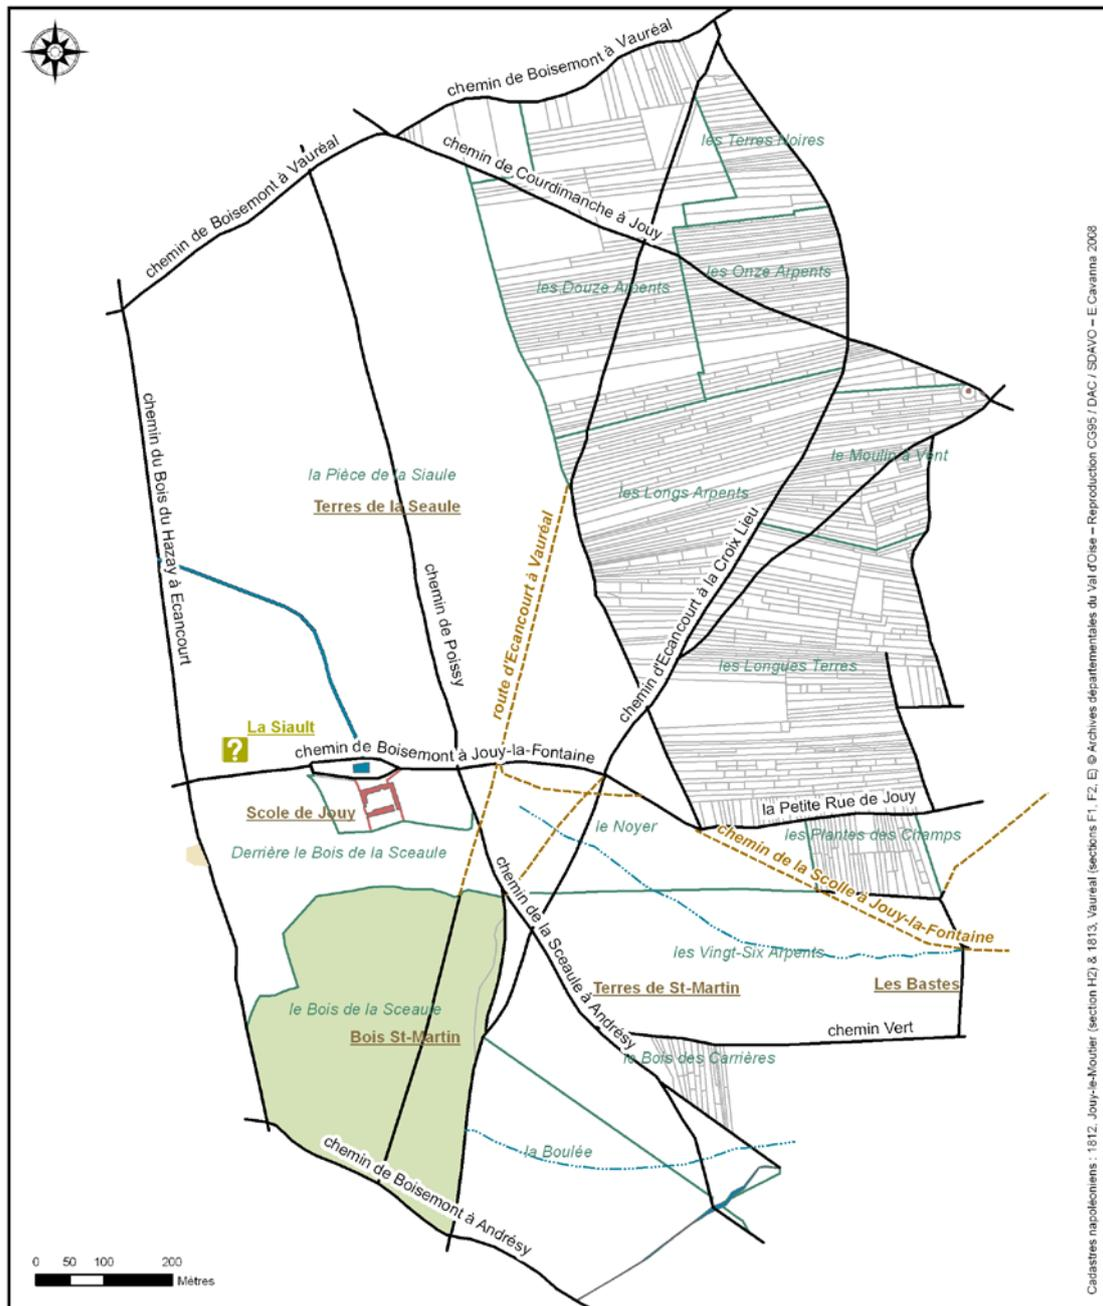 chemin de Boisemont à Vauréal
chemin de Boisemont à Vauréal
les Terres Noires
chemin de Courdimanche à Jouy
les Onze Arpents
les Douze Arpents
chemin du Bois du Hazay à Ecancourt
le Moulin à Vent
la Pièce de la Siaule
Terres de la Seaule
les Longs Arpents
route d'Ecancourt à Vauréal
chemin d'Ecancourt à la Croix Lieu
chemin de Poissy
les Longues Terres
La Siault
?
chemin de Boisemont à Jouy-la-Fontaine
la Petite Rue de Jouy
Scole de Jouy
le Noyer
les Plantes des Champs
Derrière le Bois de la Sceaule
chemin de la Scolle à Jouy-la-Fontaine
chemin de la Sceaule à Andrésy
les Vingt-Six Arpents
Terres de St-Martin
Les Bastes
le Bois de la Sceaule
Bois St-Martin
chemin Vert
le Bois des Carrières
la Boulée
chemin de Boisemont à Andrésy
0 50 100 200
Mètres
Cadastres napoléoniens : 1812, Jouy-le-Moutier (section H2) & 1813, Vauréal (sections F1, F2, E) © Archives départementales du Val d'Oise – Reproduction CG95 / DAC / SDAVO – E.Cavanna 2008